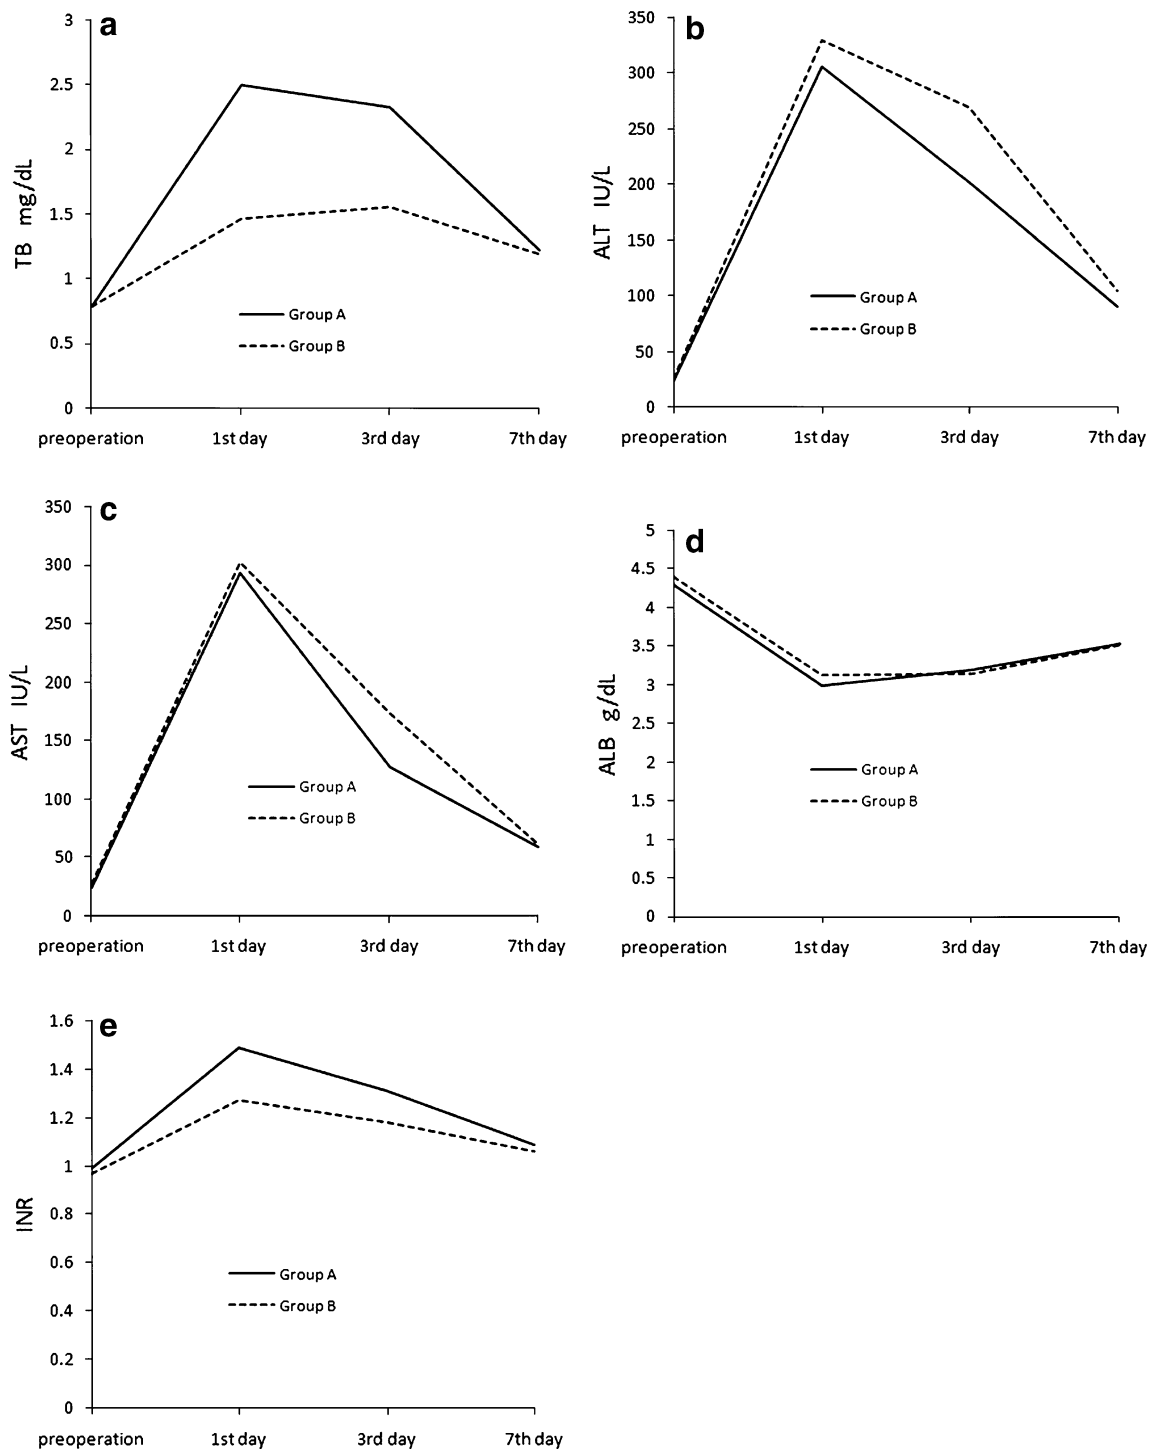 a
3
2.5
2
1.5
1
0.5
0
TB mg/dL
Group A
Group B
preoperation 1st day 3rd day 7th day
b
350
300
250
200
150
100
50
0
ALT IU/L
Group A
Group B
preoperation 1st day 3rd day 7th day
c
350
300
250
200
150
100
50
0
AST IU/L
Group A
Group B
preoperation 1st day 3rd day 7th day
d
5
4.5
4
3.5
3
2.5
2
1.5
1
0.5
0
ALB g/dL
Group A
Group B
preoperation 1st day 3rd day 7th day
e
1.6
1.4
1.2
1
0.8
0.6
0.4
0.2
0
INR
Group A
Group B
preoperation 1st day 3rd day 7th day